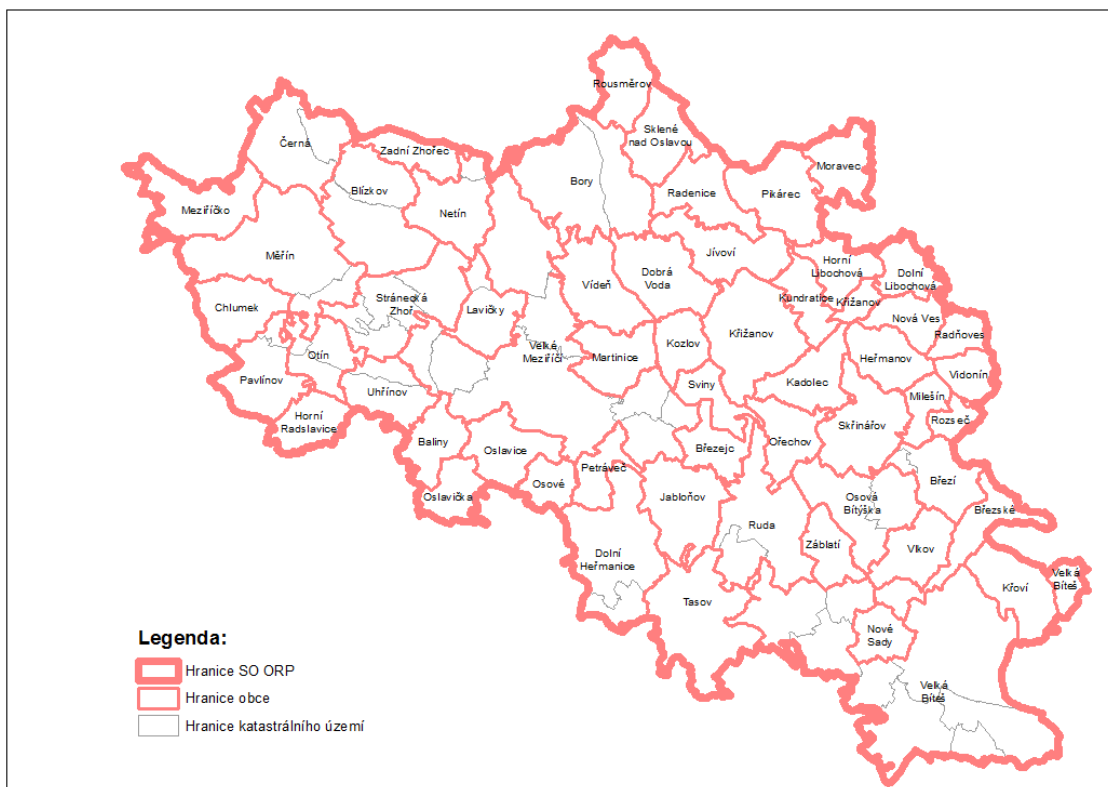 Rousměrov
Sklené
nad Oslavou
Černá
Zadní Zhořec
Moravec
Bory
Blízkov
Radenice
Pikárec
Meziříčko
Netín
Měřín
Jívoví
Horní
Libochová
Dobrá
Voda
Dolní
Libochová
Vídeň
Stránecká
Zhoř
Kundratice
Křižanov
Chlumek
Lavičky
Nová Ves
Křižanov
Radňoves
Velké
Meziříčí
Kozlov
Otín
Martinice
Heřmanov
Vidonín
Pavlínov
Sviny
Kadolec
Uhřínov
Milešín
Horní
Radslavice
Rozseč
Skřinářov
Baliny
Oslavice
Březejc
Ořechov
Petráveč
Březí
Osové
Oslavička
Jabloňov
Osová
Bítýška
Březské
Ruda
Záblatí
Vlkov
Dolní
Heřmanice
Velká
Bíteš
Křoví
Tasov
Nové
Sady
Velká
Bíteš
Legenda:
Hranice SO ORP
Hranice obce
Hranice katastrálního území